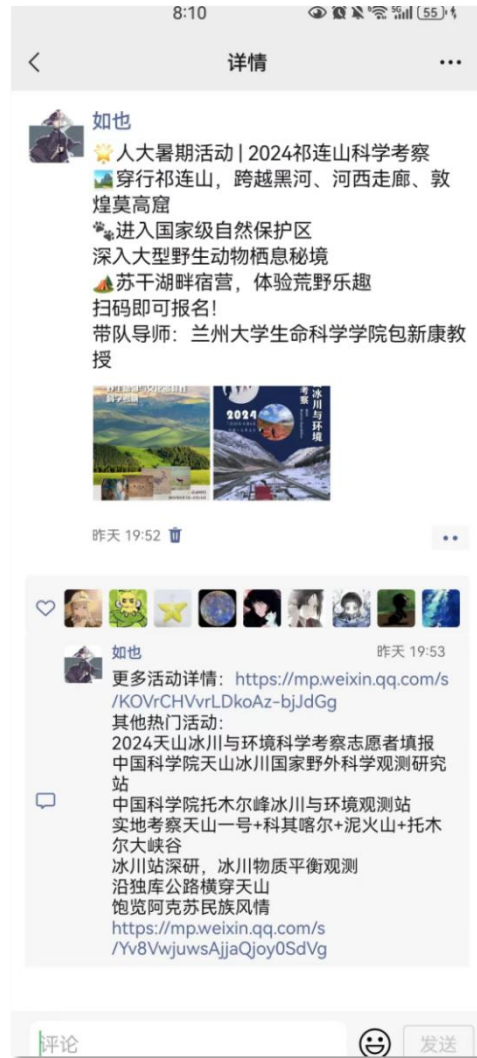 8:10
55
详情
如也
🌟人大暑期活动 | 2024祁连山科学考察
🏞️穿行祁连山，跨越黑河、河西走廊、敦
煌莫高窟
🐾进入国家级自然保护区
深入大型野生动物栖息秘境
🏕️苏干湖畔宿营，体验荒野乐趣
扫码即可报名！
带队导师：兰州大学生命科学学院包新康教
授
2024
冰川与环境
考察
昨天 19:52
如也
昨天 19:53
更多活动详情：https://mp.weixin.qq.com/s
/KOVrCHVvrLDkoAz-bjJdGg
其他热门活动:
2024天山冰川与环境科学考察志愿者填报
中国科学院天山冰川国家野外科学观测研究
站
中国科学院托木尔峰冰川与环境观测站
实地考察天山一号+科其喀尔+泥火山+托木
尔大峡谷
冰川站深研，冰川物质平衡观测
沿独库公路横穿天山
饱览阿克苏民族风情
https://mp.weixin.qq.com/s
/Yv8VwjuwsAjjaQjoy0SdVg
评论
发送